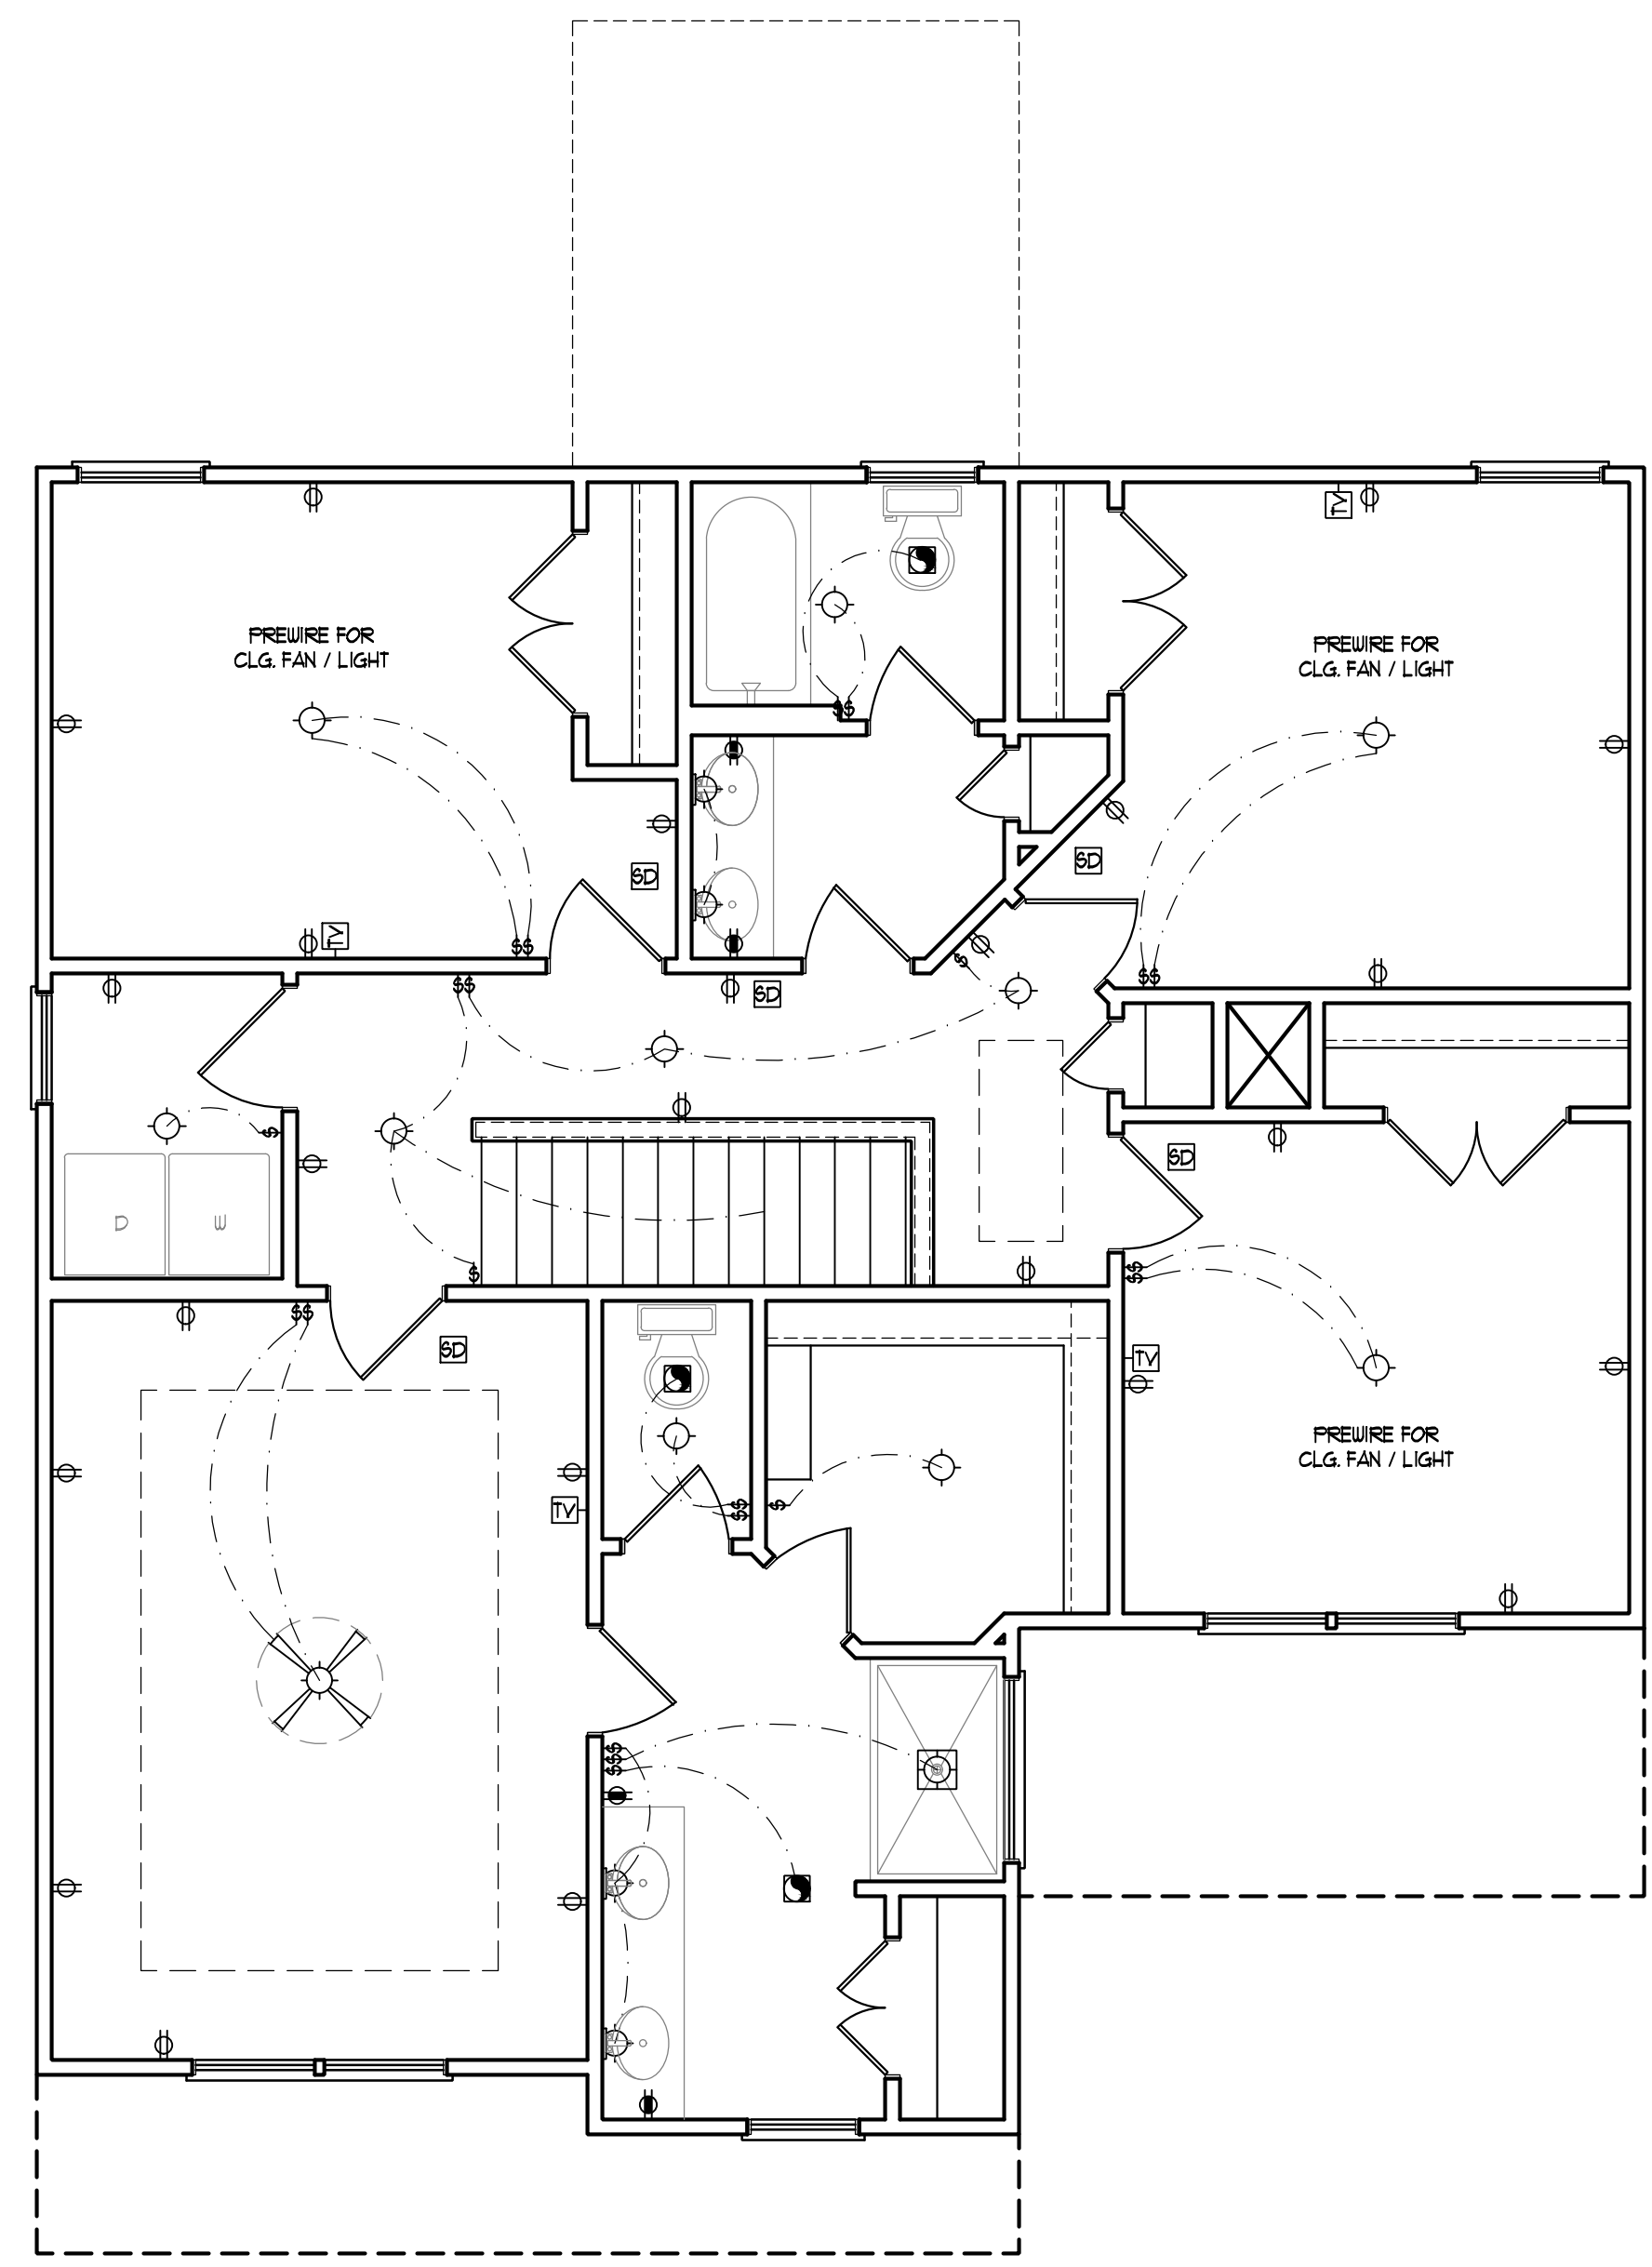 TV
PREWIRE FOR
CLG. FAN / LIGHT
PREWIRE FOR
CLG. FAN / LIGHT
$$
SD
SD
TV
$$
$
$$
$$
SD
$
SD
D
W
$
$$
$$
SD
TV
PREWIRE FOR
CLG. FAN / LIGHT
TV
$$
$
$$$